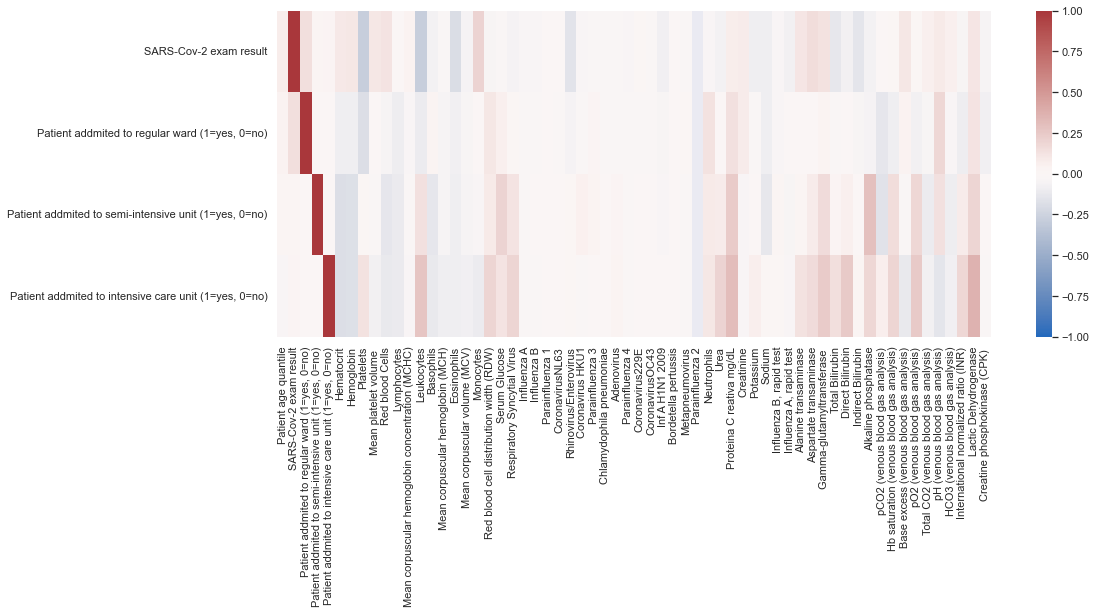 SARS-Cov-2 exam result
Patient addmited to regular ward (1=yes, 0=no)
Patient addmited to semi-intensive unit (1=yes, 0=no)
Patient addmited to intensive care unit (1=yes, 0=no)
1.00
0.75
0.50
0.25
0.00
−0.25
−0.50
−0.75
−1.00
Patient age quantile
SARS-Cov-2 exam result
Patient addmited to regular ward (1=yes, 0=no)
Patient addmited to semi-intensive unit (1=yes, 0=no)
Patient addmited to intensive care unit (1=yes, 0=no)
Hematocrit
Hemoglobin
Platelets
Mean platelet volume
Red blood Cells
Lymphocytes
Mean corpuscular hemoglobin concentration (MCHC)
Leukocytes
Basophils
Mean corpuscular hemoglobin (MCH)
Eosinophils
Mean corpuscular volume (MCV)
Monocytes
Red blood cell distribution width (RDW)
Serum Glucose
Respiratory Syncytial Virus
Influenza A
Influenza B
Parainfluenza 1
CoronavirusNL63
Rhinovirus/Enterovirus
Coronavirus HKU1
Parainfluenza 3
Chlamydophila pneumoniae
Adenovirus
Parainfluenza 4
Coronavirus229E
CoronavirusOC43
Inf A H1N1 2009
Bordetella pertussis
Metapneumovirus
Parainfluenza 2
Neutrophils
Urea
Proteina C reativa mg/dL
Creatinine
Potassium
Sodium
Influenza B, rapid test
Influenza A, rapid test
Alanine transaminase
Aspartate transaminase
Gamma-glutamyltransferase
Total Bilirubin
Direct Bilirubin
Indirect Bilirubin
Alkaline phosphatase
pCO2 (venous blood gas analysis)
Hb saturation (venous blood gas analysis)
Base excess (venous blood gas analysis)
pO2 (venous blood gas analysis)
Total CO2 (venous blood gas analysis)
pH (venous blood gas analysis)
HCO3 (venous blood gas analysis)
International normalized ratio (INR)
Lactic Dehydrogenase
Creatine phosphokinase (CPK)